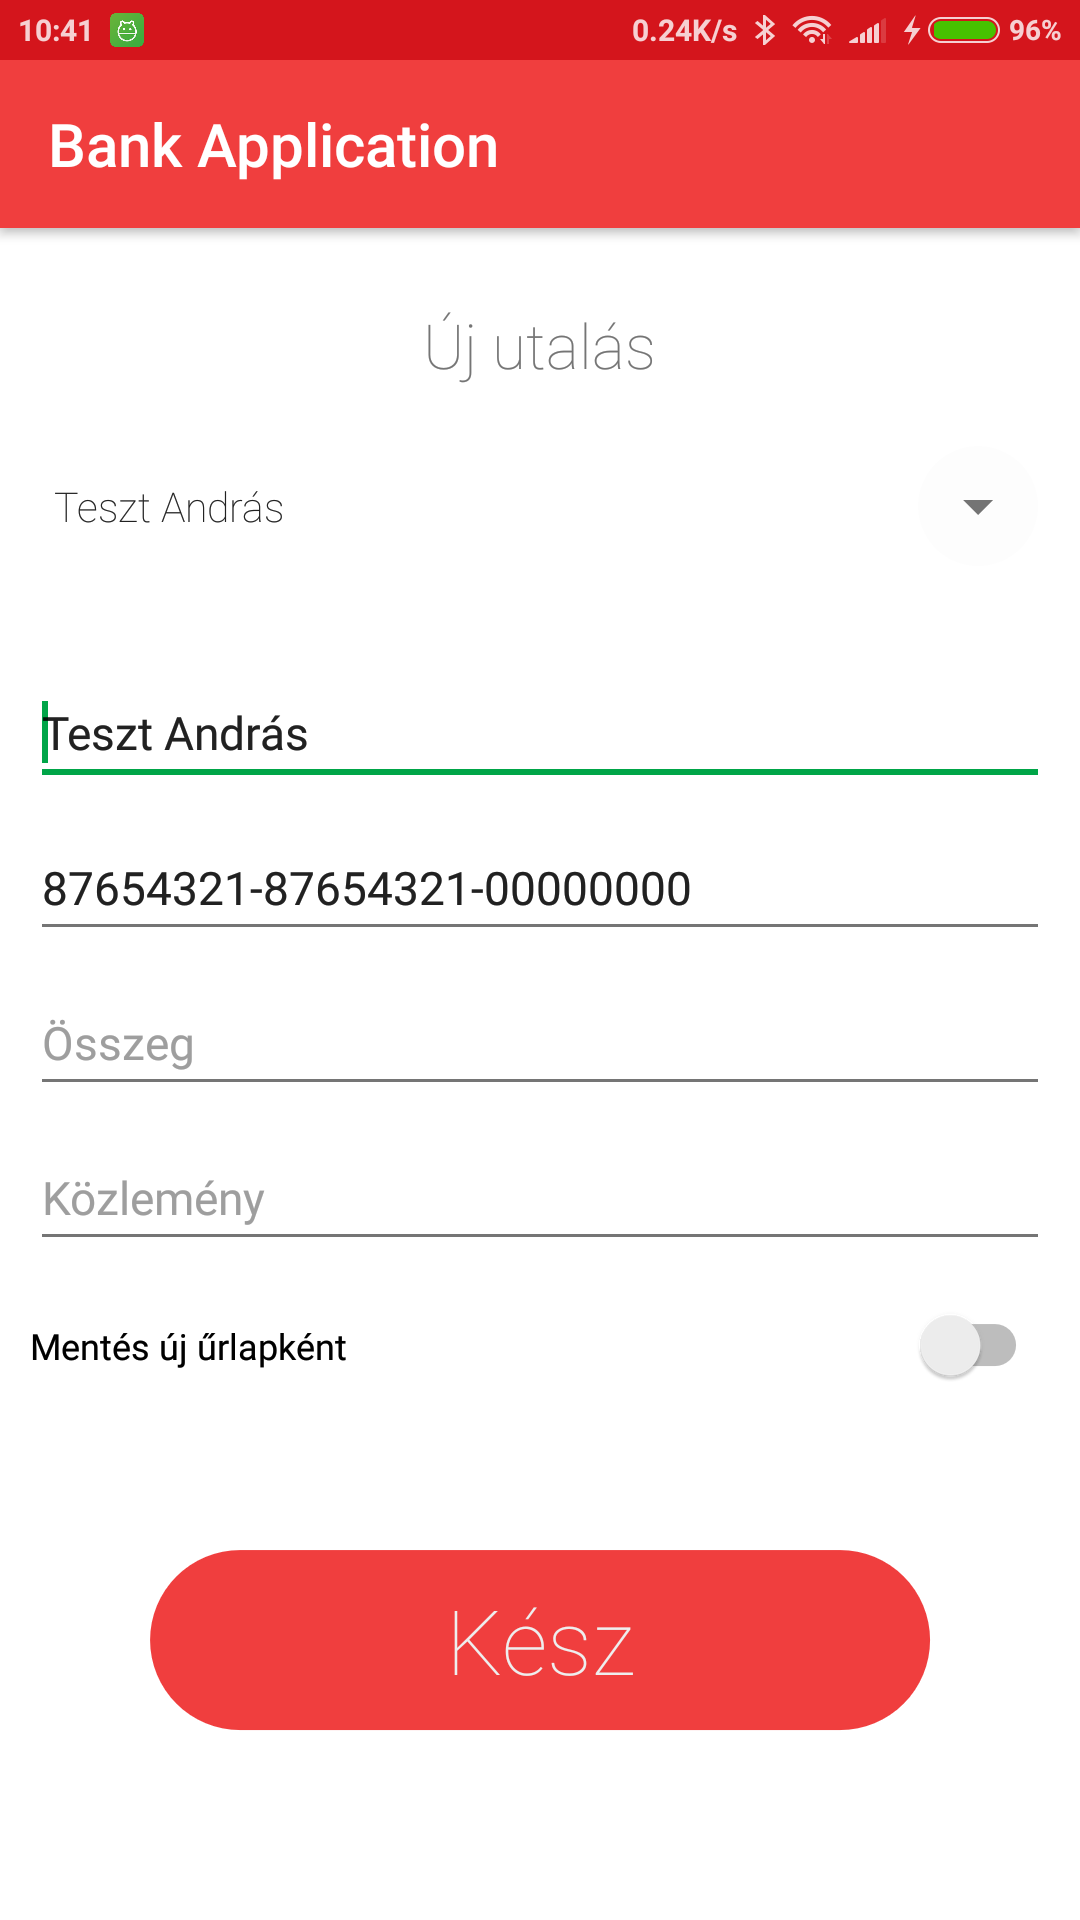 10:41 0.24K/s 96%
Bank Application
Új utalás
Teszt András
Teszt András
87654321-87654321-00000000
Összeg
Közlemény
Mentés új űrlapként
Kész